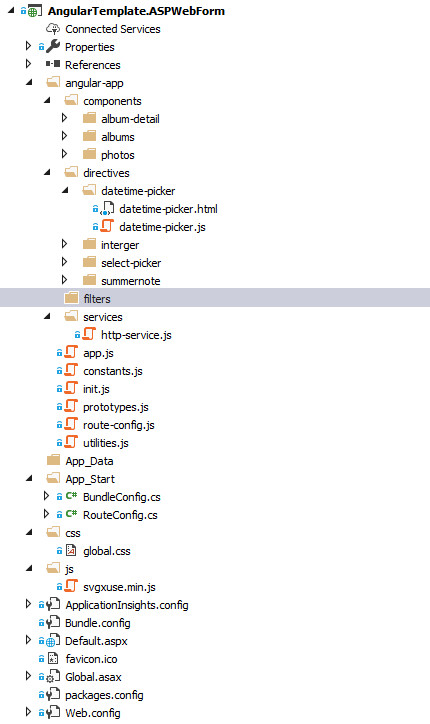 AngularTemplate.ASPWebForm
Connected Services
Properties
References
angular-app
components
album-detail
albums
photos
directives
datetime-picker
datetime-picker.html
datetime-picker.js
interger
select-picker
summernote
filters
services
http-service.js
app.js
constants.js
init.js
prototypes.js
route-config.js
utilities.js
App_Data
App_Start
C# BundleConfig.cs
C# RouteConfig.cs
css
global.css
js
svgxuse.min.js
ApplicationInsights.config
Bundle.config
Default.aspx
favicon.ico
Global.asax
packages.config
Web.config